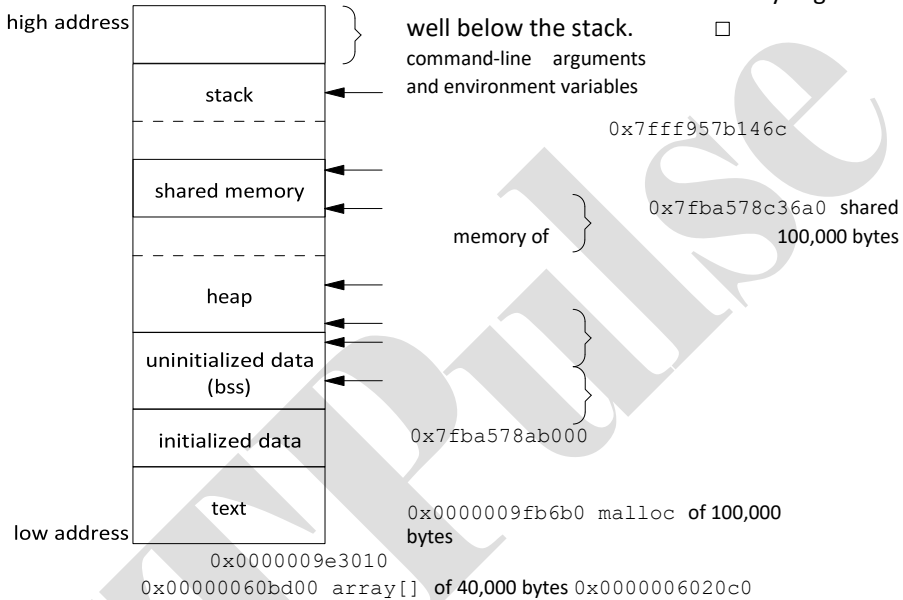 high address
well below the stack. □
command-line arguments
and environment variables
stack
0x7fff957b146c
shared memory
0x7fba578c36a0 shared
memory of 100,000 bytes
heap
uninitialized data
(bss)
initialized data
0x7fba578ab000
text
0x0000009fb6b0 malloc of 100,000
bytes
low address
0x0000009e3010
0x00000060bd00 array[] of 40,000 bytes 0x0000006020c0